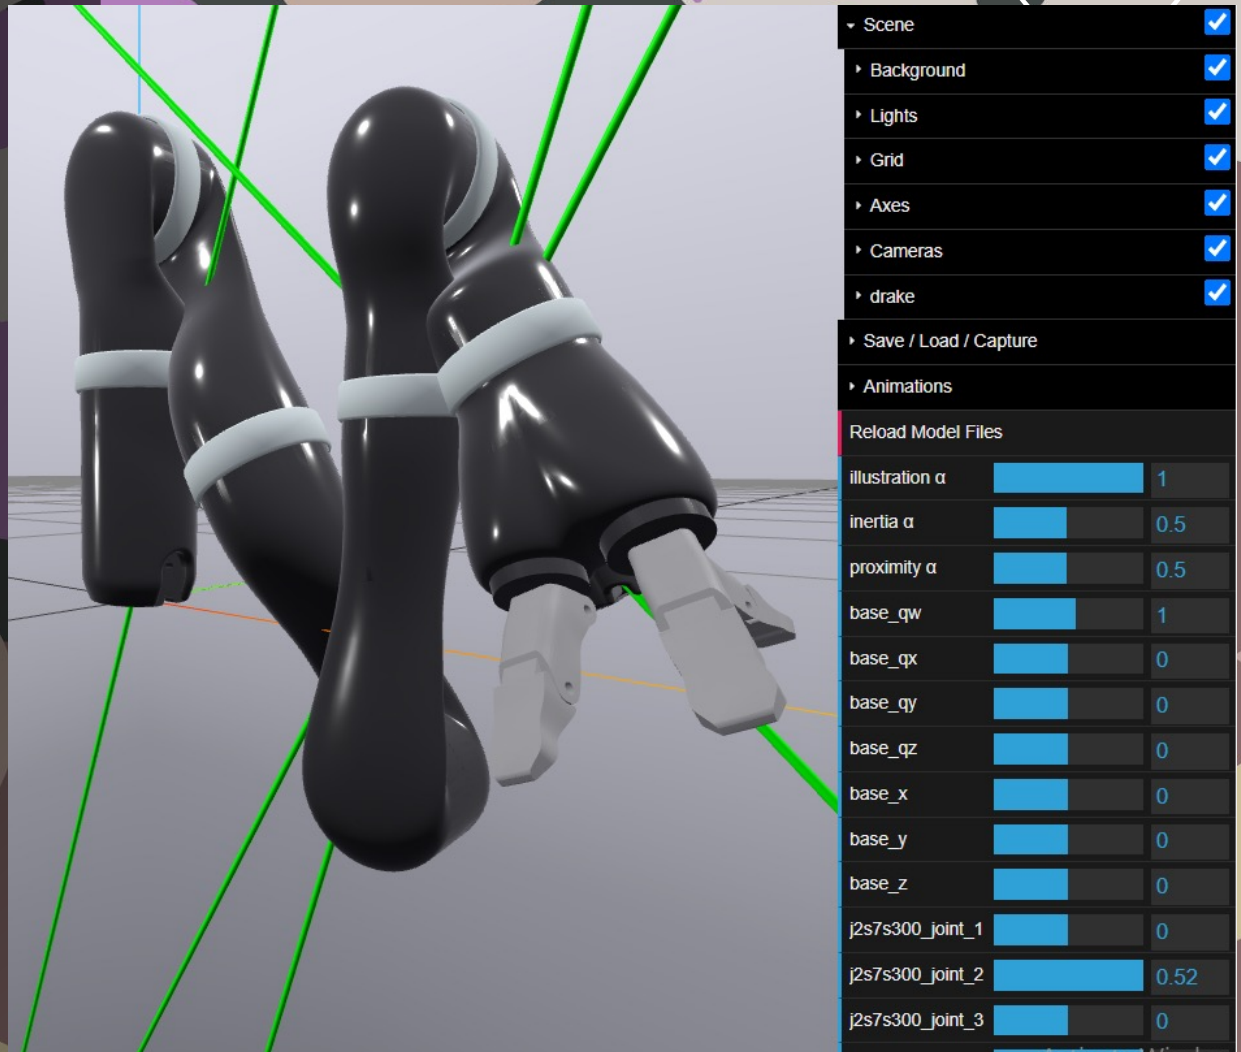 Scene
Background
Lights
Grid
Axes
Cameras
drake
Save / Load / Capture
Animations
Reload Model Files
illustration α 1
inertia α 0.5
proximity α 0.5
base_qw 1
base_qx 0
base_qy 0
base_qz 0
base_x 0
base_y 0
base_z 0
j2s7s300_joint_1 0
j2s7s300_joint_2 0.52
j2s7s300_joint_3 0